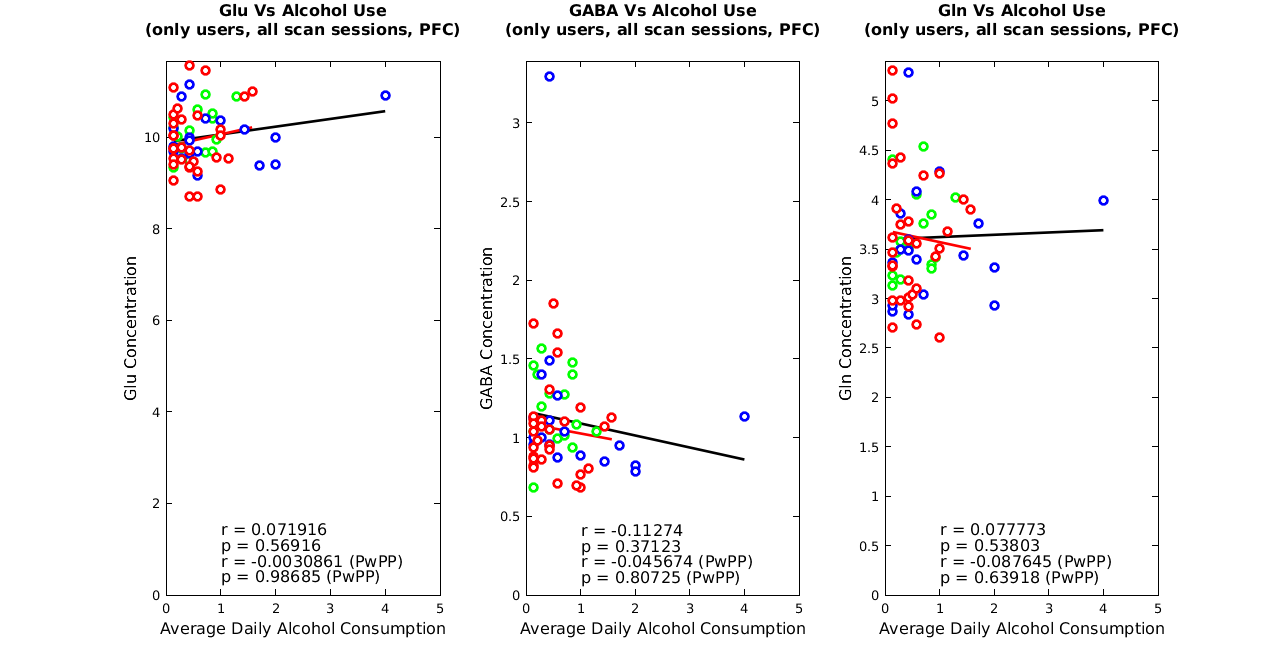 Glu Vs Alcohol Use
(only users, all scan sessions, PFC)
Glu Concentration
10
8
6
4
2
0
r = 0.071916
p = 0.56916
r = -0.0030861 (PwPP)
p = 0.98685 (PwPP)
0 1 2 3 4 5
Average Daily Alcohol Consumption
GABA Vs Alcohol Use
(only users, all scan sessions, PFC)
GABA Concentration
3
2.5
2
1.5
1
0.5
0
r = -0.11274
p = 0.37123
r = -0.045674 (PwPP)
p = 0.80725 (PwPP)
0 1 2 3 4 5
Average Daily Alcohol Consumption
Gln Vs Alcohol Use
(only users, all scan sessions, PFC)
Gln Concentration
5
4.5
4
3.5
3
2.5
2
1.5
1
0.5
0
r = 0.077773
p = 0.53803
r = -0.087645 (PwPP)
p = 0.63918 (PwPP)
0 1 2 3 4 5
Average Daily Alcohol Consumption